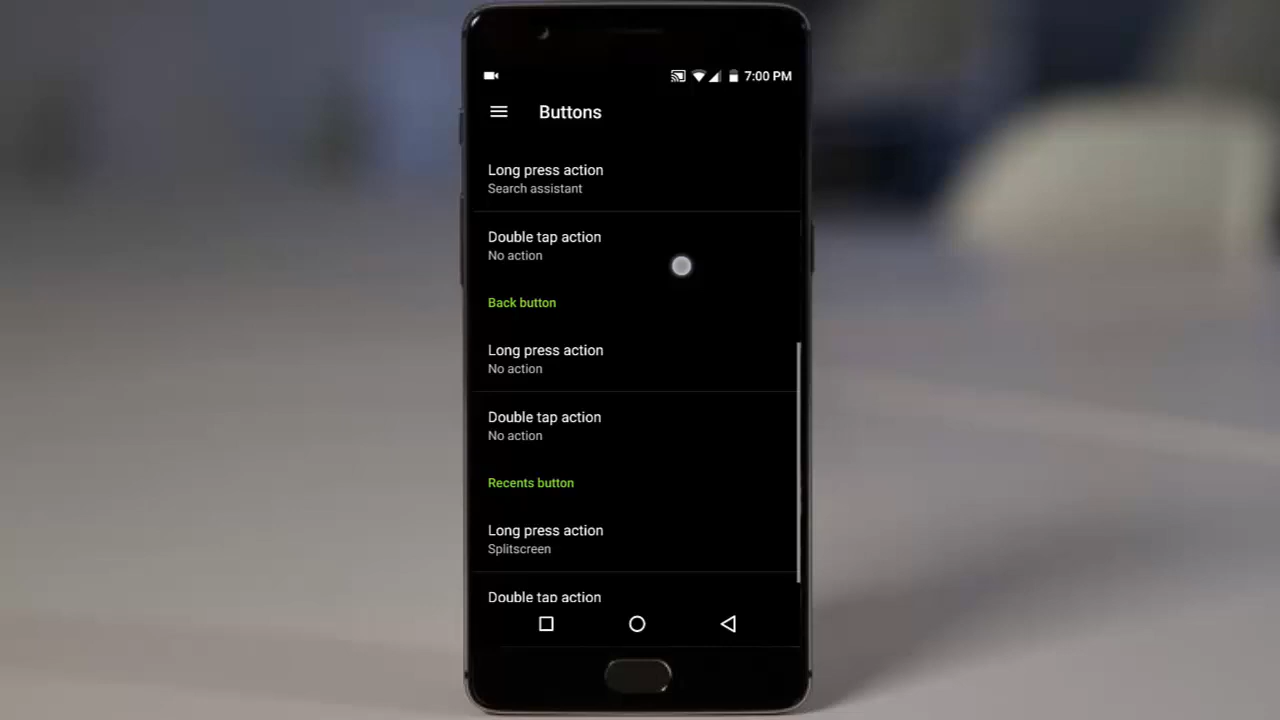 7:00 PM
Buttons
Long press action
Search assistant
Double tap action
No action
Back button
Long press action
No action
Double tap action
No action
Recents button
Long press action
Splitscreen
Double tap action